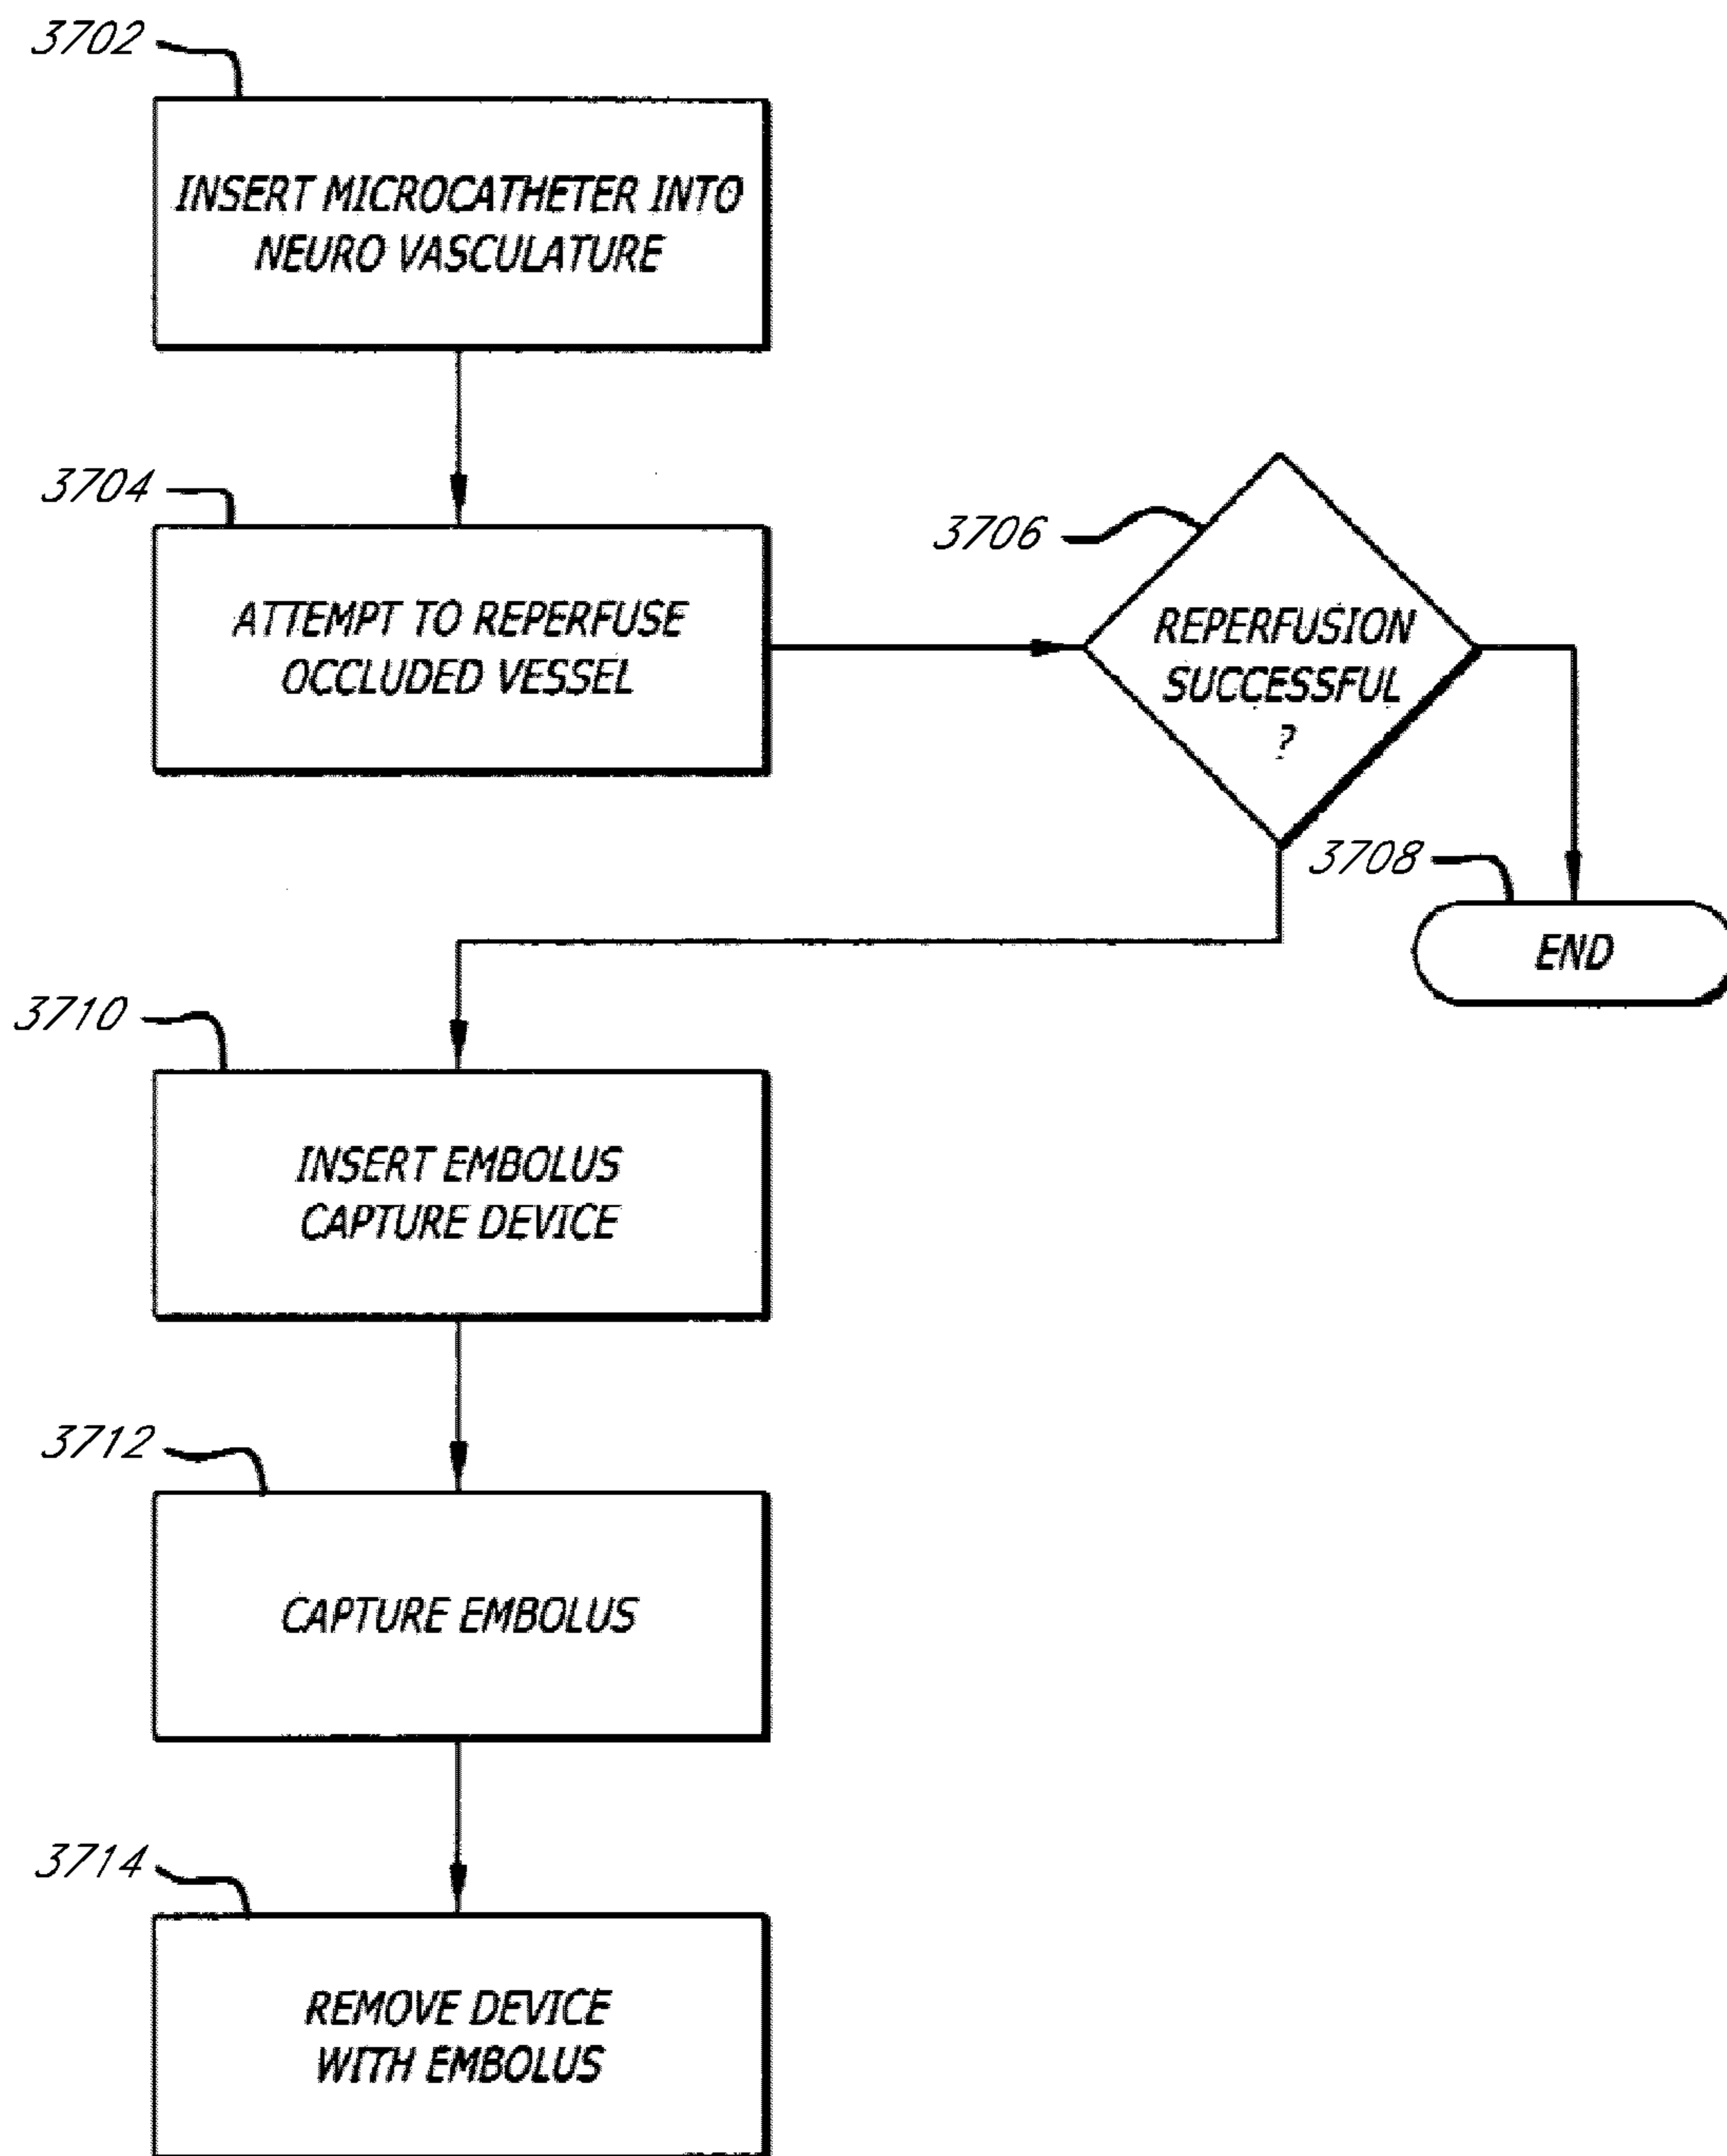 3702
INSERT MICROCATHETER INTO
NEURO VASCULATURE
3704
ATTEMPT TO REPERFUSE
OCCLUDED VESSEL
3706
REPERFUSION
SUCCESSFUL
?
3708
END
3710
INSERT EMBOLUS
CAPTURE DEVICE
3712
CAPTURE EMBOLUS
3714
REMOVE DEVICE
WITH EMBOLUS